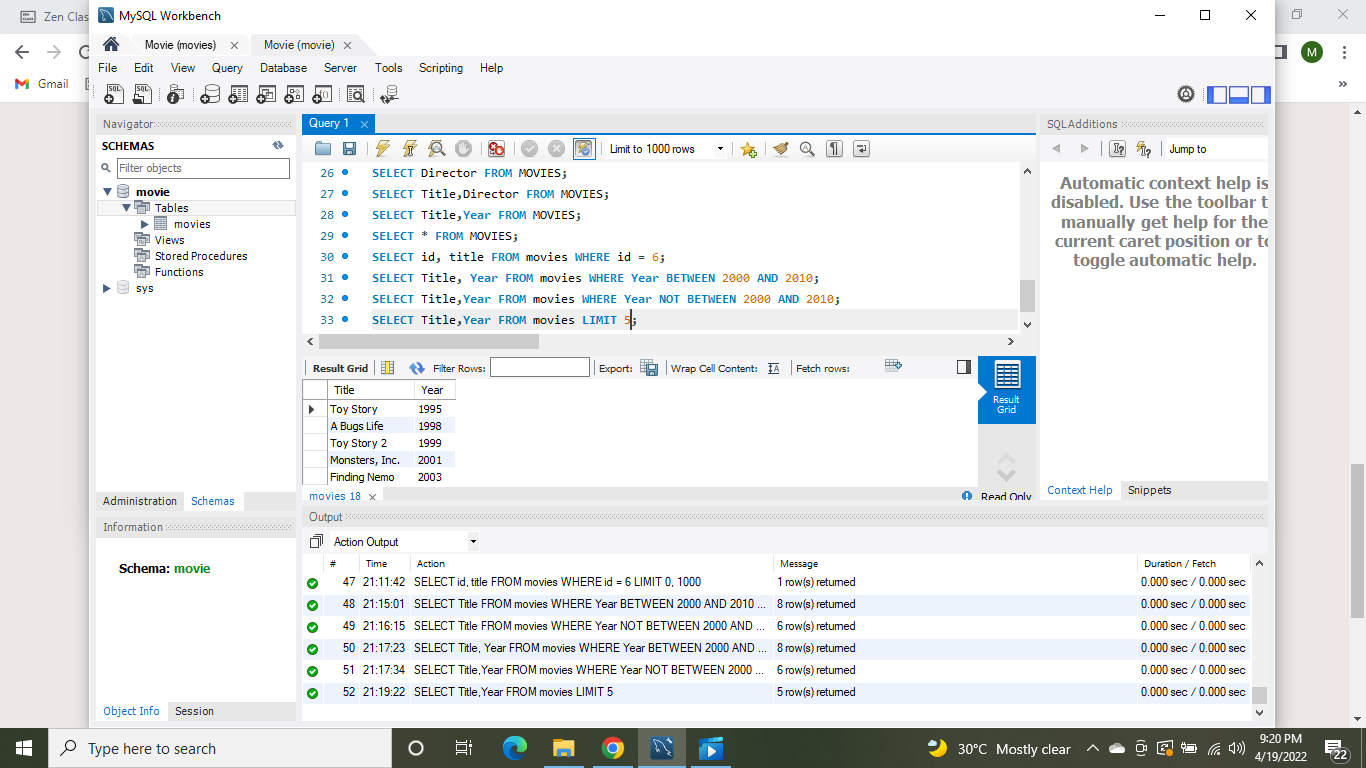 Zen Clas
MySQL Workbench
Movie (movies)
Movie (movie)
M
File Edit View Query Database Server Tools Scripting Help
Gmail
Navigator
SCHEMAS
Filter objects
movie
Tables
movies
Views
Stored Procedures
Functions
sys
Administration Schemas
Information
Schema: movie
Object Info Session
Query 1
Limit to 1000 rows
26 SELECT Director FROM MOVIES;
27 SELECT Title,Director FROM MOVIES;
28 SELECT Title,Year FROM MOVIES;
29 SELECT * FROM MOVIES;
30 SELECT id, title FROM movies WHERE id = 6;
31 SELECT Title, Year FROM movies WHERE Year BETWEEN 2000 AND 2010;
32 SELECT Title,Year FROM movies WHERE Year NOT BETWEEN 2000 AND 2010;
33 SELECT Title,Year FROM movies LIMIT 5;
Result Grid Filter Rows: Export: Wrap Cell Content: Fetch rows:
Title Year
Toy Story 1995
A Bugs Life 1998
Toy Story 2 1999
Monsters, Inc. 2001
Finding Nemo 2003
Result
Grid
movies 18
Read Only
SQLAdditions
Jump to
Automatic context help is
disabled. Use the toolbar t
manually get help for the
current caret position or to
toggle automatic help.
Context Help Snippets
Output
Action Output
# Time Action Message Duration / Fetch
47 21:11:42 SELECT id, title FROM movies WHERE id = 6 LIMIT 0, 1000 1 row(s) returned 0.000 sec / 0.000 sec
48 21:15:01 SELECT Title FROM movies WHERE Year BETWEEN 2000 AND 2010 ... 8 row(s) returned 0.000 sec / 0.000 sec
49 21:16:15 SELECT Title FROM movies WHERE Year NOT BETWEEN 2000 AND ... 6 row(s) returned 0.000 sec / 0.000 sec
50 21:17:23 SELECT Title, Year FROM movies WHERE Year BETWEEN 2000 AND ... 8 row(s) returned 0.000 sec / 0.000 sec
51 21:17:34 SELECT Title,Year FROM movies WHERE Year NOT BETWEEN 2000 ... 6 row(s) returned 0.000 sec / 0.000 sec
52 21:19:22 SELECT Title,Year FROM movies LIMIT 5 5 row(s) returned 0.000 sec / 0.000 sec
Type here to search
30°C Mostly clear
9:20 PM
4/19/2022
22